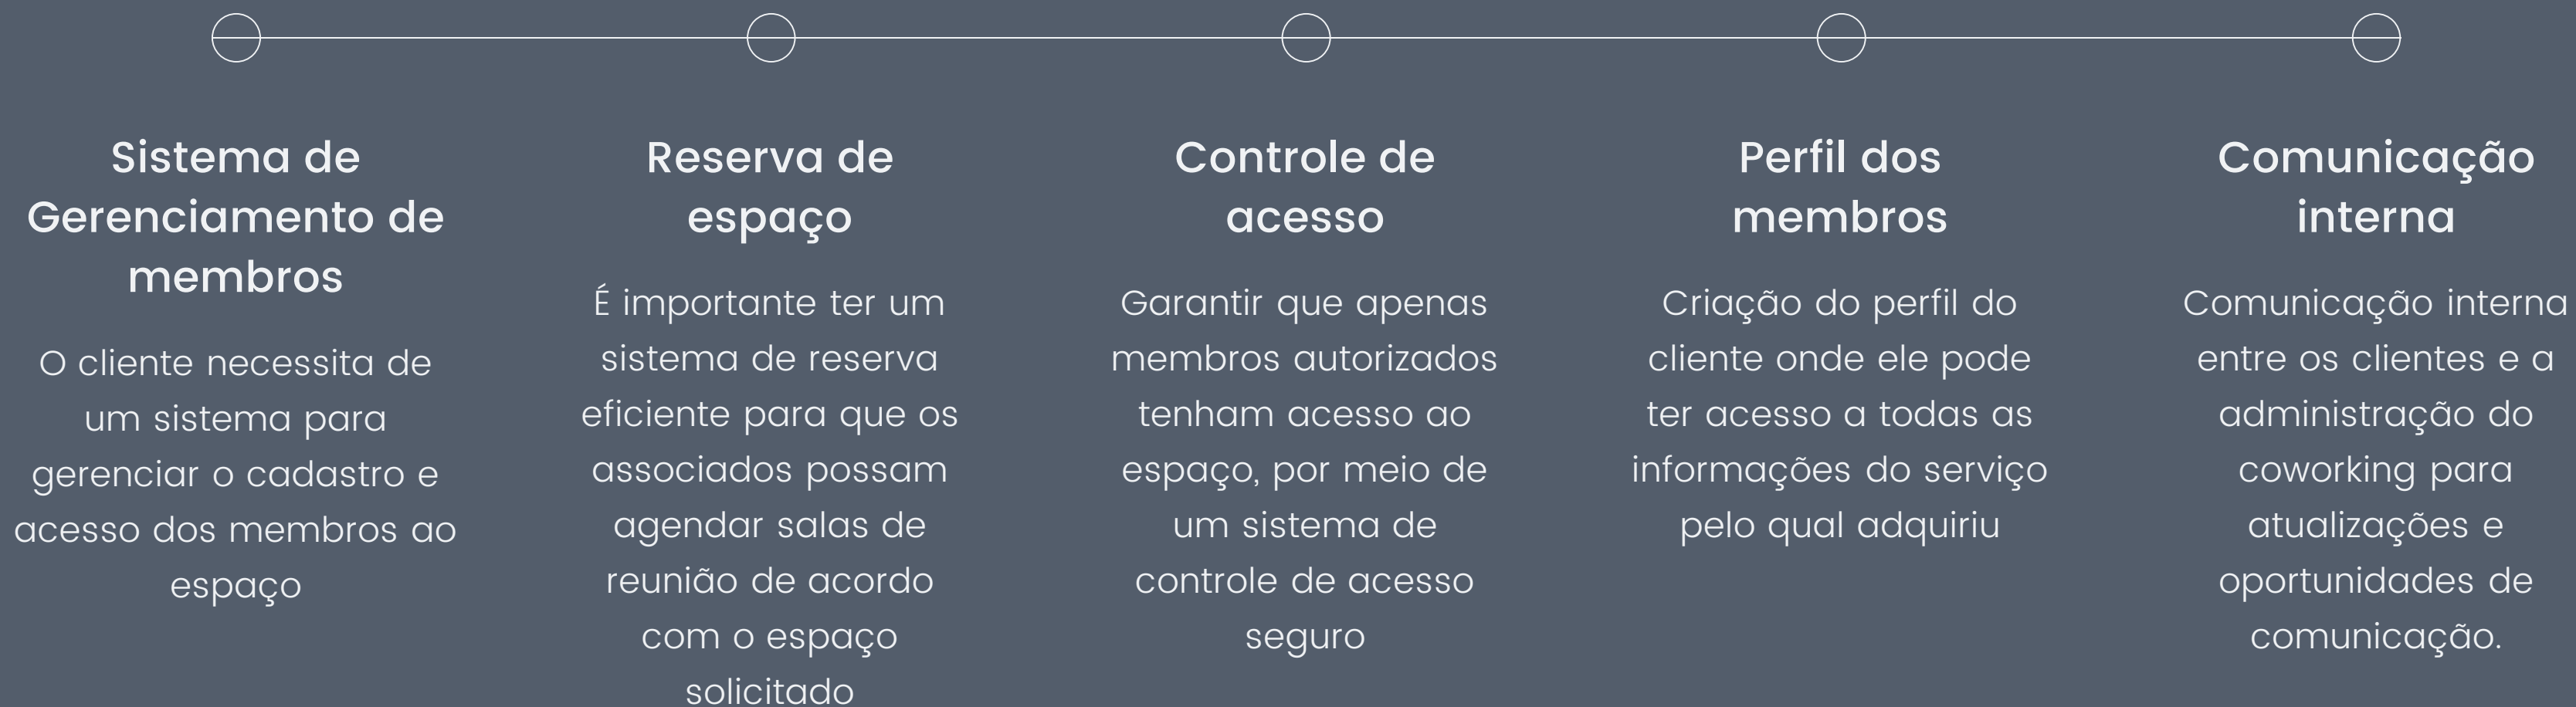 Sistema de
Gerenciamento de
membros
O cliente necessita de
um sistema para
gerenciar o cadastro e
acesso dos membros ao
espaço
Reserva de
espaço
É importante ter um
sistema de reserva
eficiente para que os
associados possam
agendar salas de
reunião de acordo
com o espaço
solicitado
Controle de
acesso
Garantir que apenas
membros autorizados
tenham acesso ao
espaço, por meio de
um sistema de
controle de acesso
seguro
Perfil dos
membros
Criação do perfil do
cliente onde ele pode
ter acesso a todas as
informações do serviço
pelo qual adquiriu
Comunicação
interna
Comunicação interna
entre os clientes e a
administração do
coworking para
atualizações e
oportunidades de
comunicação.